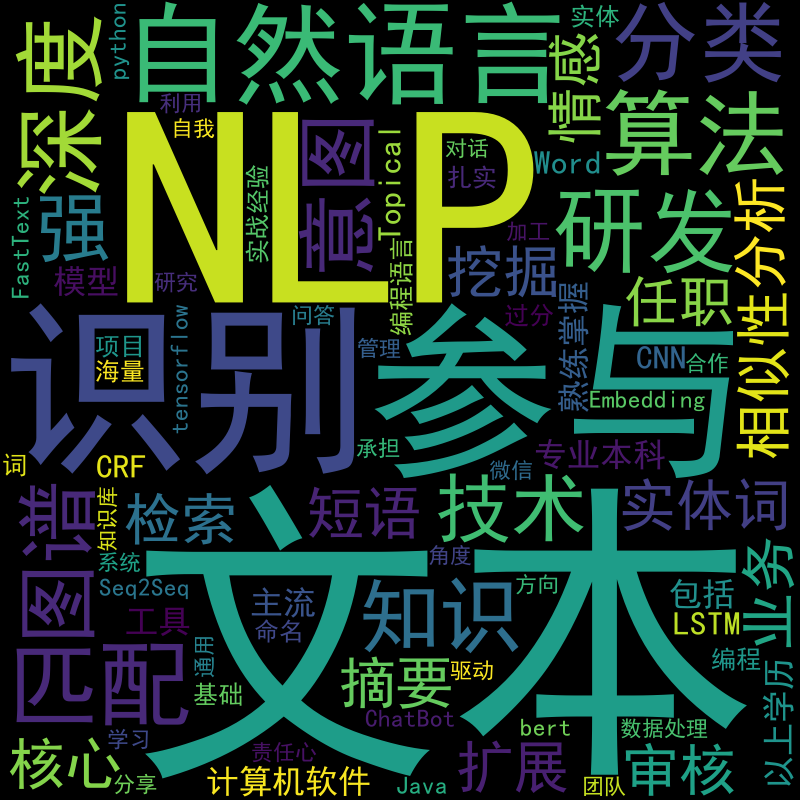 python
深度
自然语言
实体
分类
情感
利用
自我
NLP
意图
Topical
对话
扎实
Word
算法
强
实战经验
研发
相似性分析
FastText
模型
研究
编程语言
挖掘
加工
任职
tensorflow
问答
过分
熟练掌握
项目
海量
管理
CNN
合作
识别
参与
Embedding
词
CRF
承担
微信
专业本科
图谱
知识库
检索
短语
技术
实体词
系统
Seq2Seq
文本
角度
方向
业务
主流
命名
知识
包括
LSTM
工具
通用
匹配
基础
摘要
驱动
编程
以上学历
ChatBot
bert
数据处理
核心
学习
责任心
分享
计算机软件
Java
扩展
团队
审核